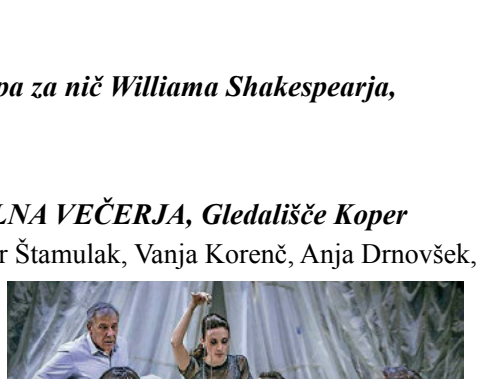 pa za nič Williama Shakespearja,
LNA VEČERJA, Gledališče Koper
r Štamulak, Vanja Korenč, Anja Drnovšek,